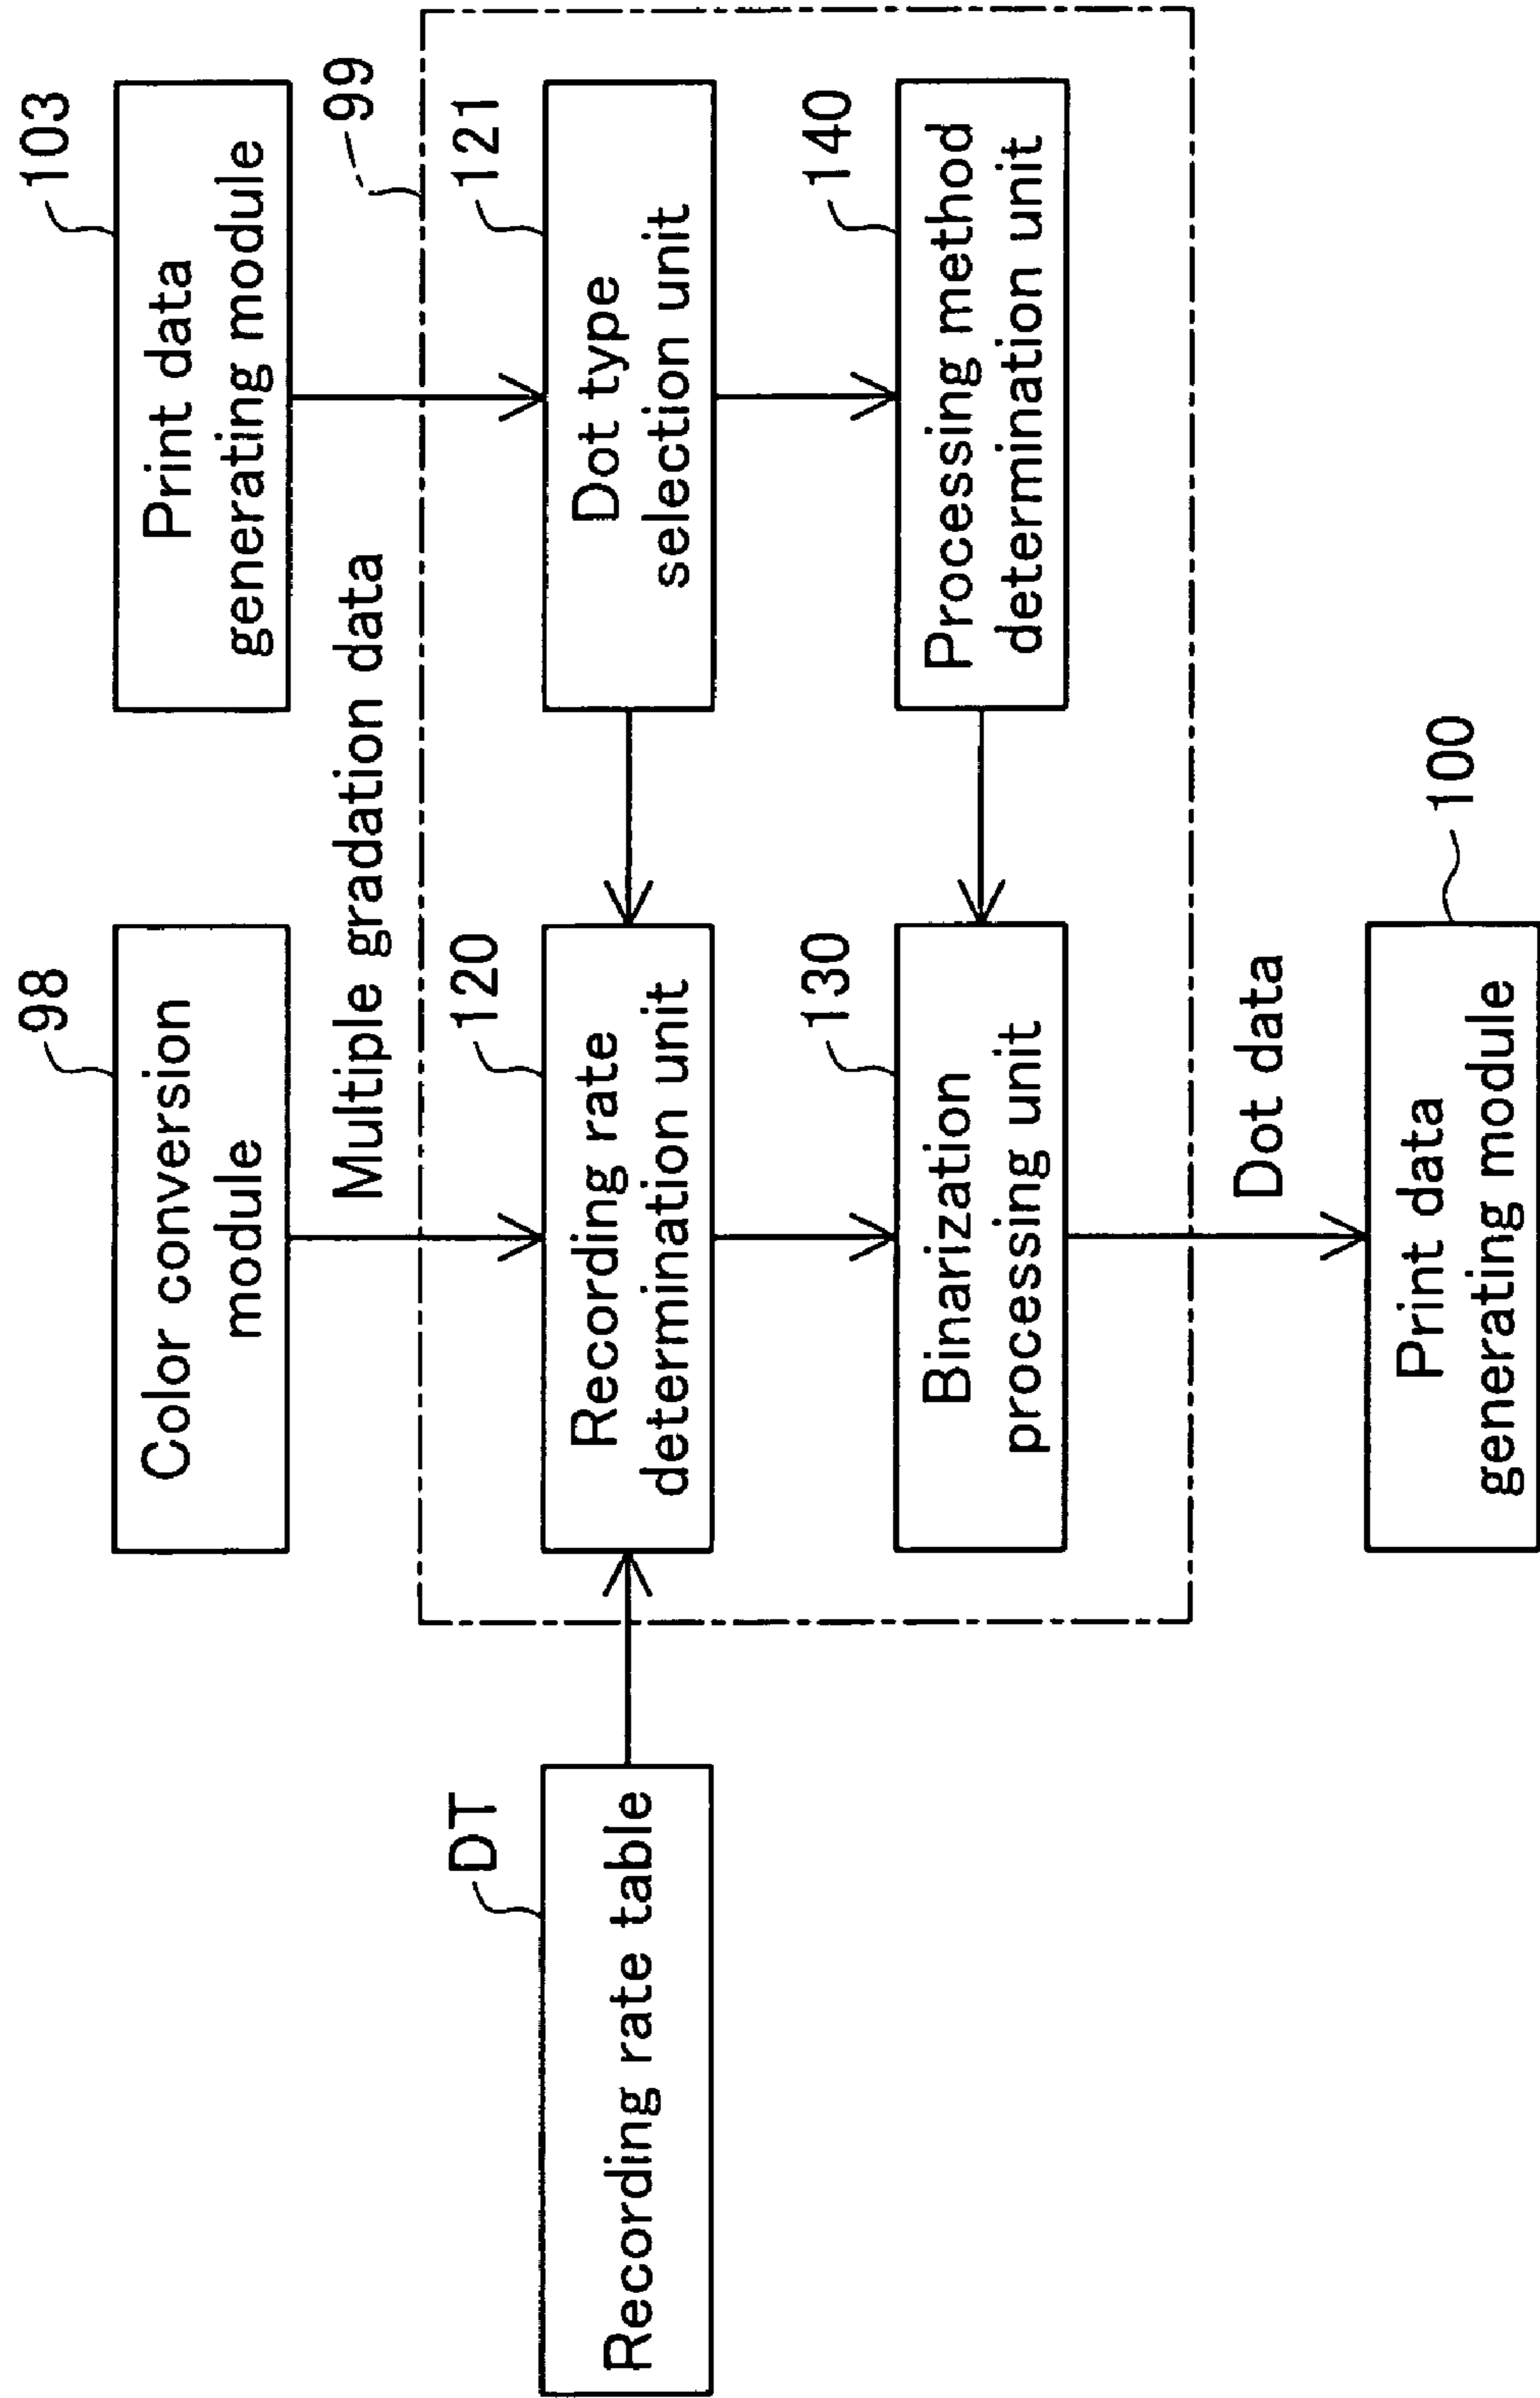 98
Color conversion
module
103
Print data
generating module
Multiple gradation data
99
DT
Recording rate table
120
Recording rate
determination unit
121
Dot type
selection unit
130
Binarization
processing unit
140
Processing method
determination unit
Dot data
100
Print data
generating module